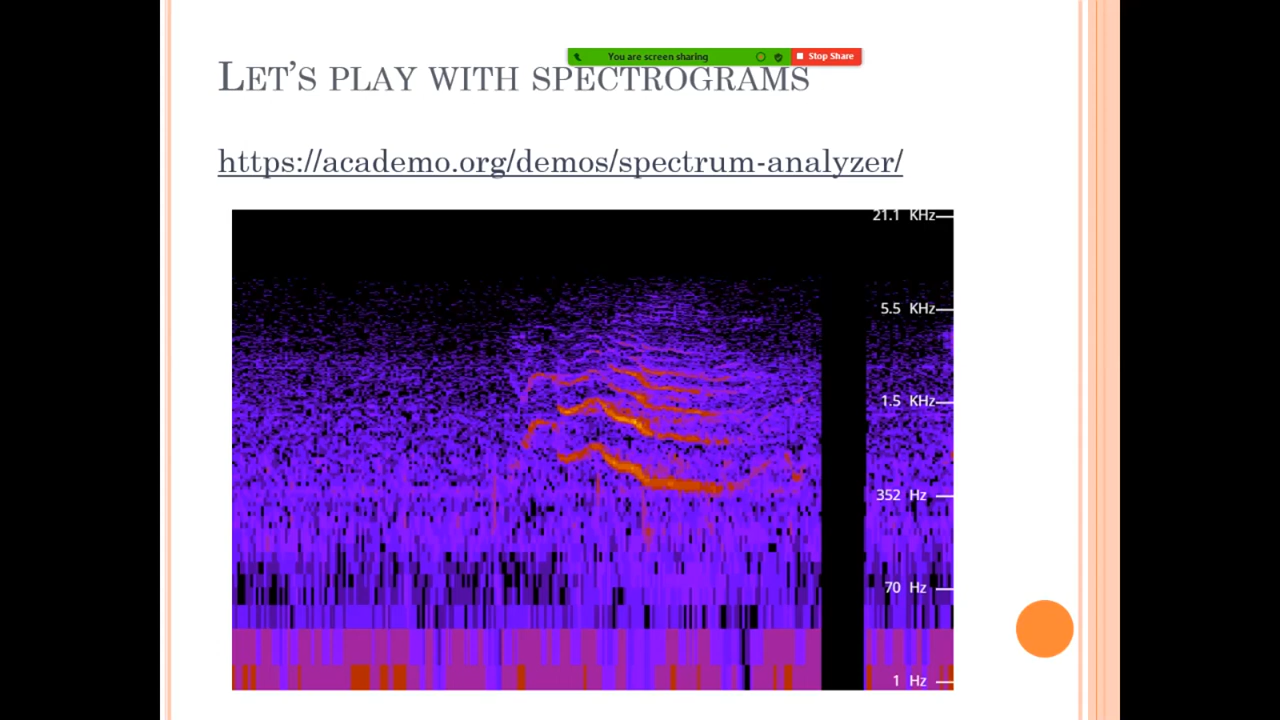 You are screen sharing Stop Share
LET'S PLAY WITH SPECTROGRAMS
https://academo.org/demos/spectrum-analyzer/
21.1 KHz
5.5 KHz
1.5 KHz
352 Hz
70 Hz
1 Hz